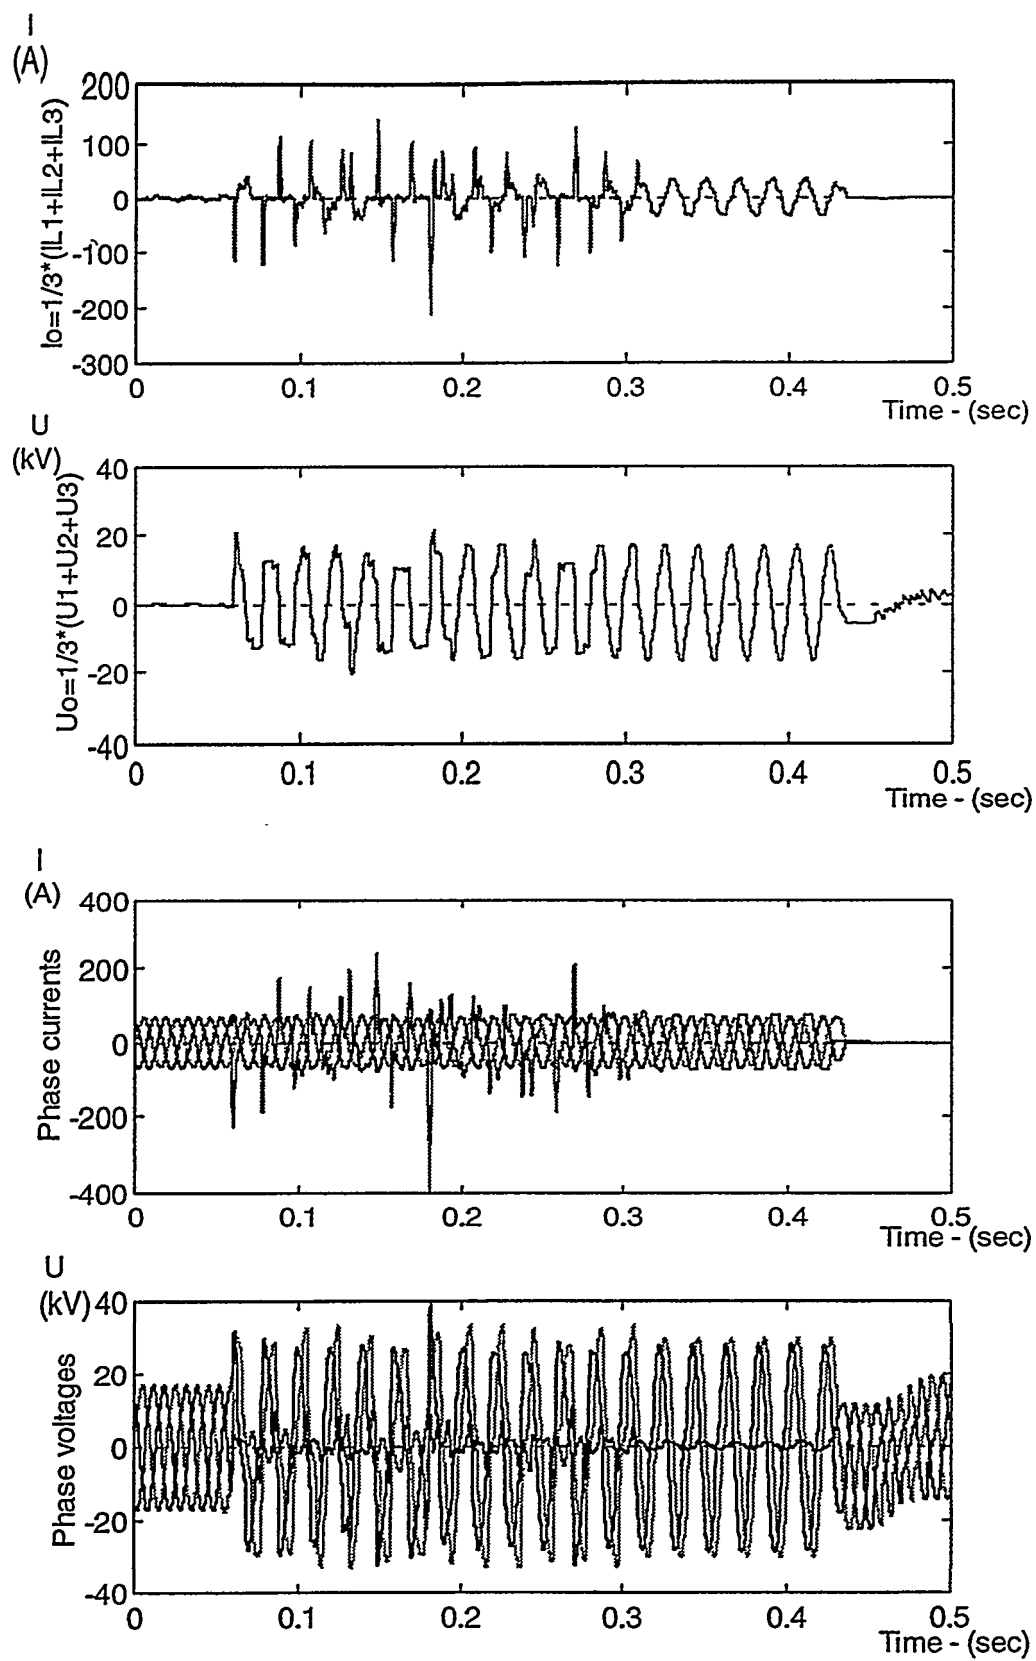 I
(A)
Io=1/3*(IL1+IL2+IL3)
200
100
0
-100
-200
-300
0 0.1 0.2 0.3 0.4 0.5
Time - (sec)
U
(kV)
Uo=1/3*(U1+U2+U3)
40
20
0
-20
-40
0 0.1 0.2 0.3 0.4 0.5
Time - (sec)
I
(A)
Phase currents
400
200
0
-200
-400
0 0.1 0.2 0.3 0.4 0.5
Time - (sec)
U
(kV)
Phase voltages
40
20
0
-20
-40
0 0.1 0.2 0.3 0.4 0.5
Time - (sec)